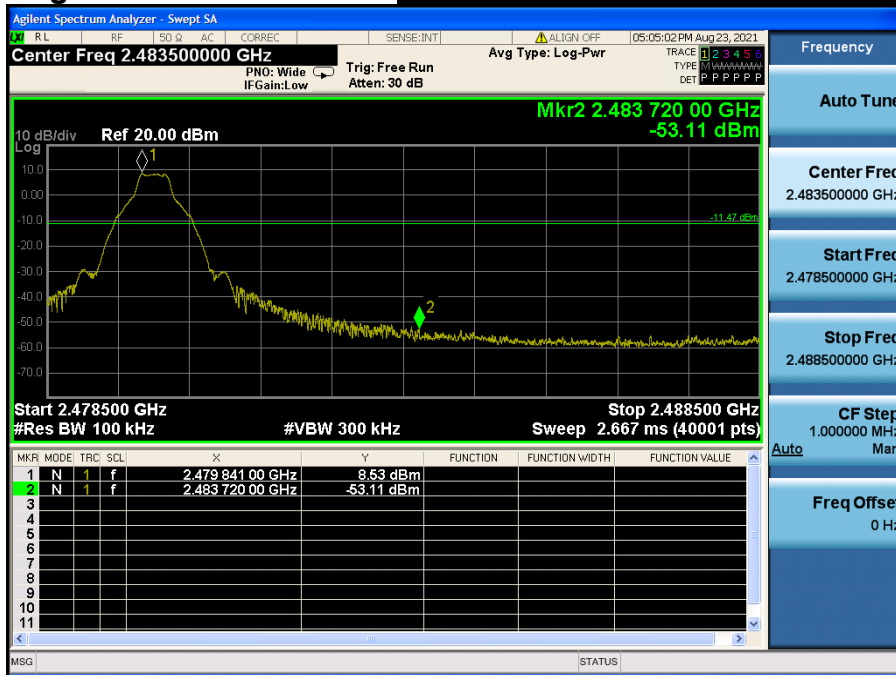 Agilent Spectrum Analyzer - Swept SA
LXI RL RF 50 Ω AC CORREC SENSE:INT ALIGN OFF 05:05:02 PM Aug 23, 2021
Center Freq 2.483500000 GHz
PNO: Wide
IFGain:Low
Trig: Free Run
Atten: 30 dB
Avg Type: Log-Pwr
TRACE 1 2 3 4 5 6
TYPE
DET P P P P P P
Frequency
Mkr2 2.483 720 00 GHz
-53.11 dBm
10 dB/div Ref 20.00 dBm
Log
10.0
0.00
-10.0
-20.0
-30.0
-40.0
-50.0
-60.0
-70.0
1
2
-11.47 dBm
Start 2.478500 GHz
Stop 2.488500 GHz
#Res BW 100 kHz
#VBW 300 kHz
Sweep 2.667 ms (40001 pts)
MKR MODE TRC SCL X Y FUNCTION FUNCTION WIDTH FUNCTION VALUE
1 N 1 f 2.479 841 00 GHz 8.53 dBm
2 N 1 f 2.483 720 00 GHz -53.11 dBm
3
4
5
6
7
8
9
10
11
MSG
STATUS
Auto Tune
Center Freq
2.483500000 GHz
Start Freq
2.478500000 GHz
Stop Freq
2.488500000 GHz
CF Step
1.000000 MHz
Auto Man
Freq Offset
0 Hz